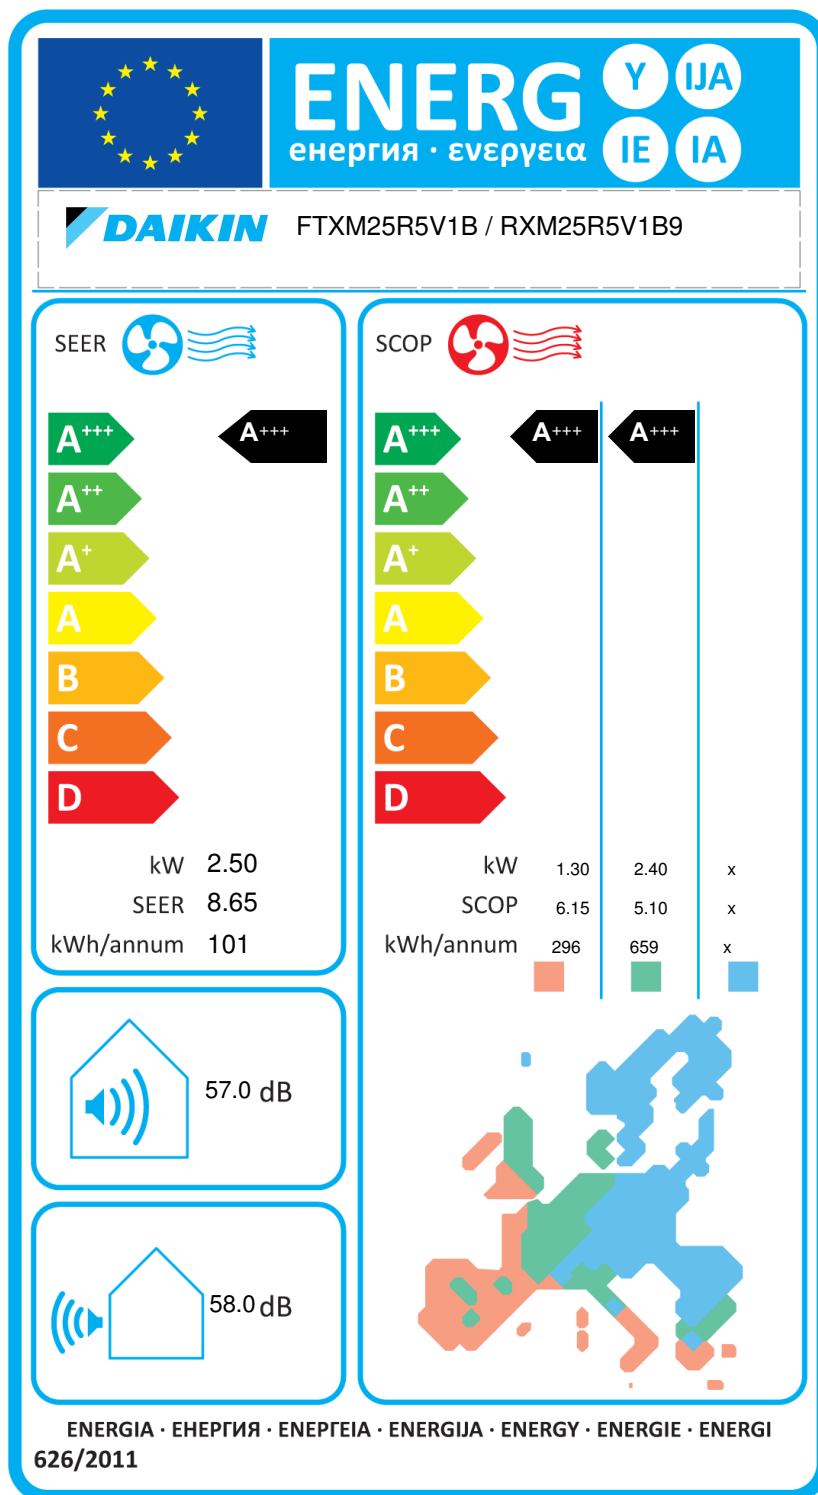 ENERG Y IJA
енергия · ενεργεια IE IA
DAIKIN FTXM25R5V1B / RXM25R5V1B9
SEER
A+++ A+++
A++
A+
A
B
C
D
kW 2.50
SEER 8.65
kWh/annum 101
SCOP
A+++ A+++ A+++
A++
A+
A
B
C
D
kW 1.30 2.40 x
SCOP 6.15 5.10 x
kWh/annum 296 659 x
57.0 dB
58.0 dB
ENERGIA · ЕНЕРГИЯ · ΕΝΕΡΓΕΙΑ · ENERGIJA · ENERGY · ENERGIE · ENERGI
626/2011